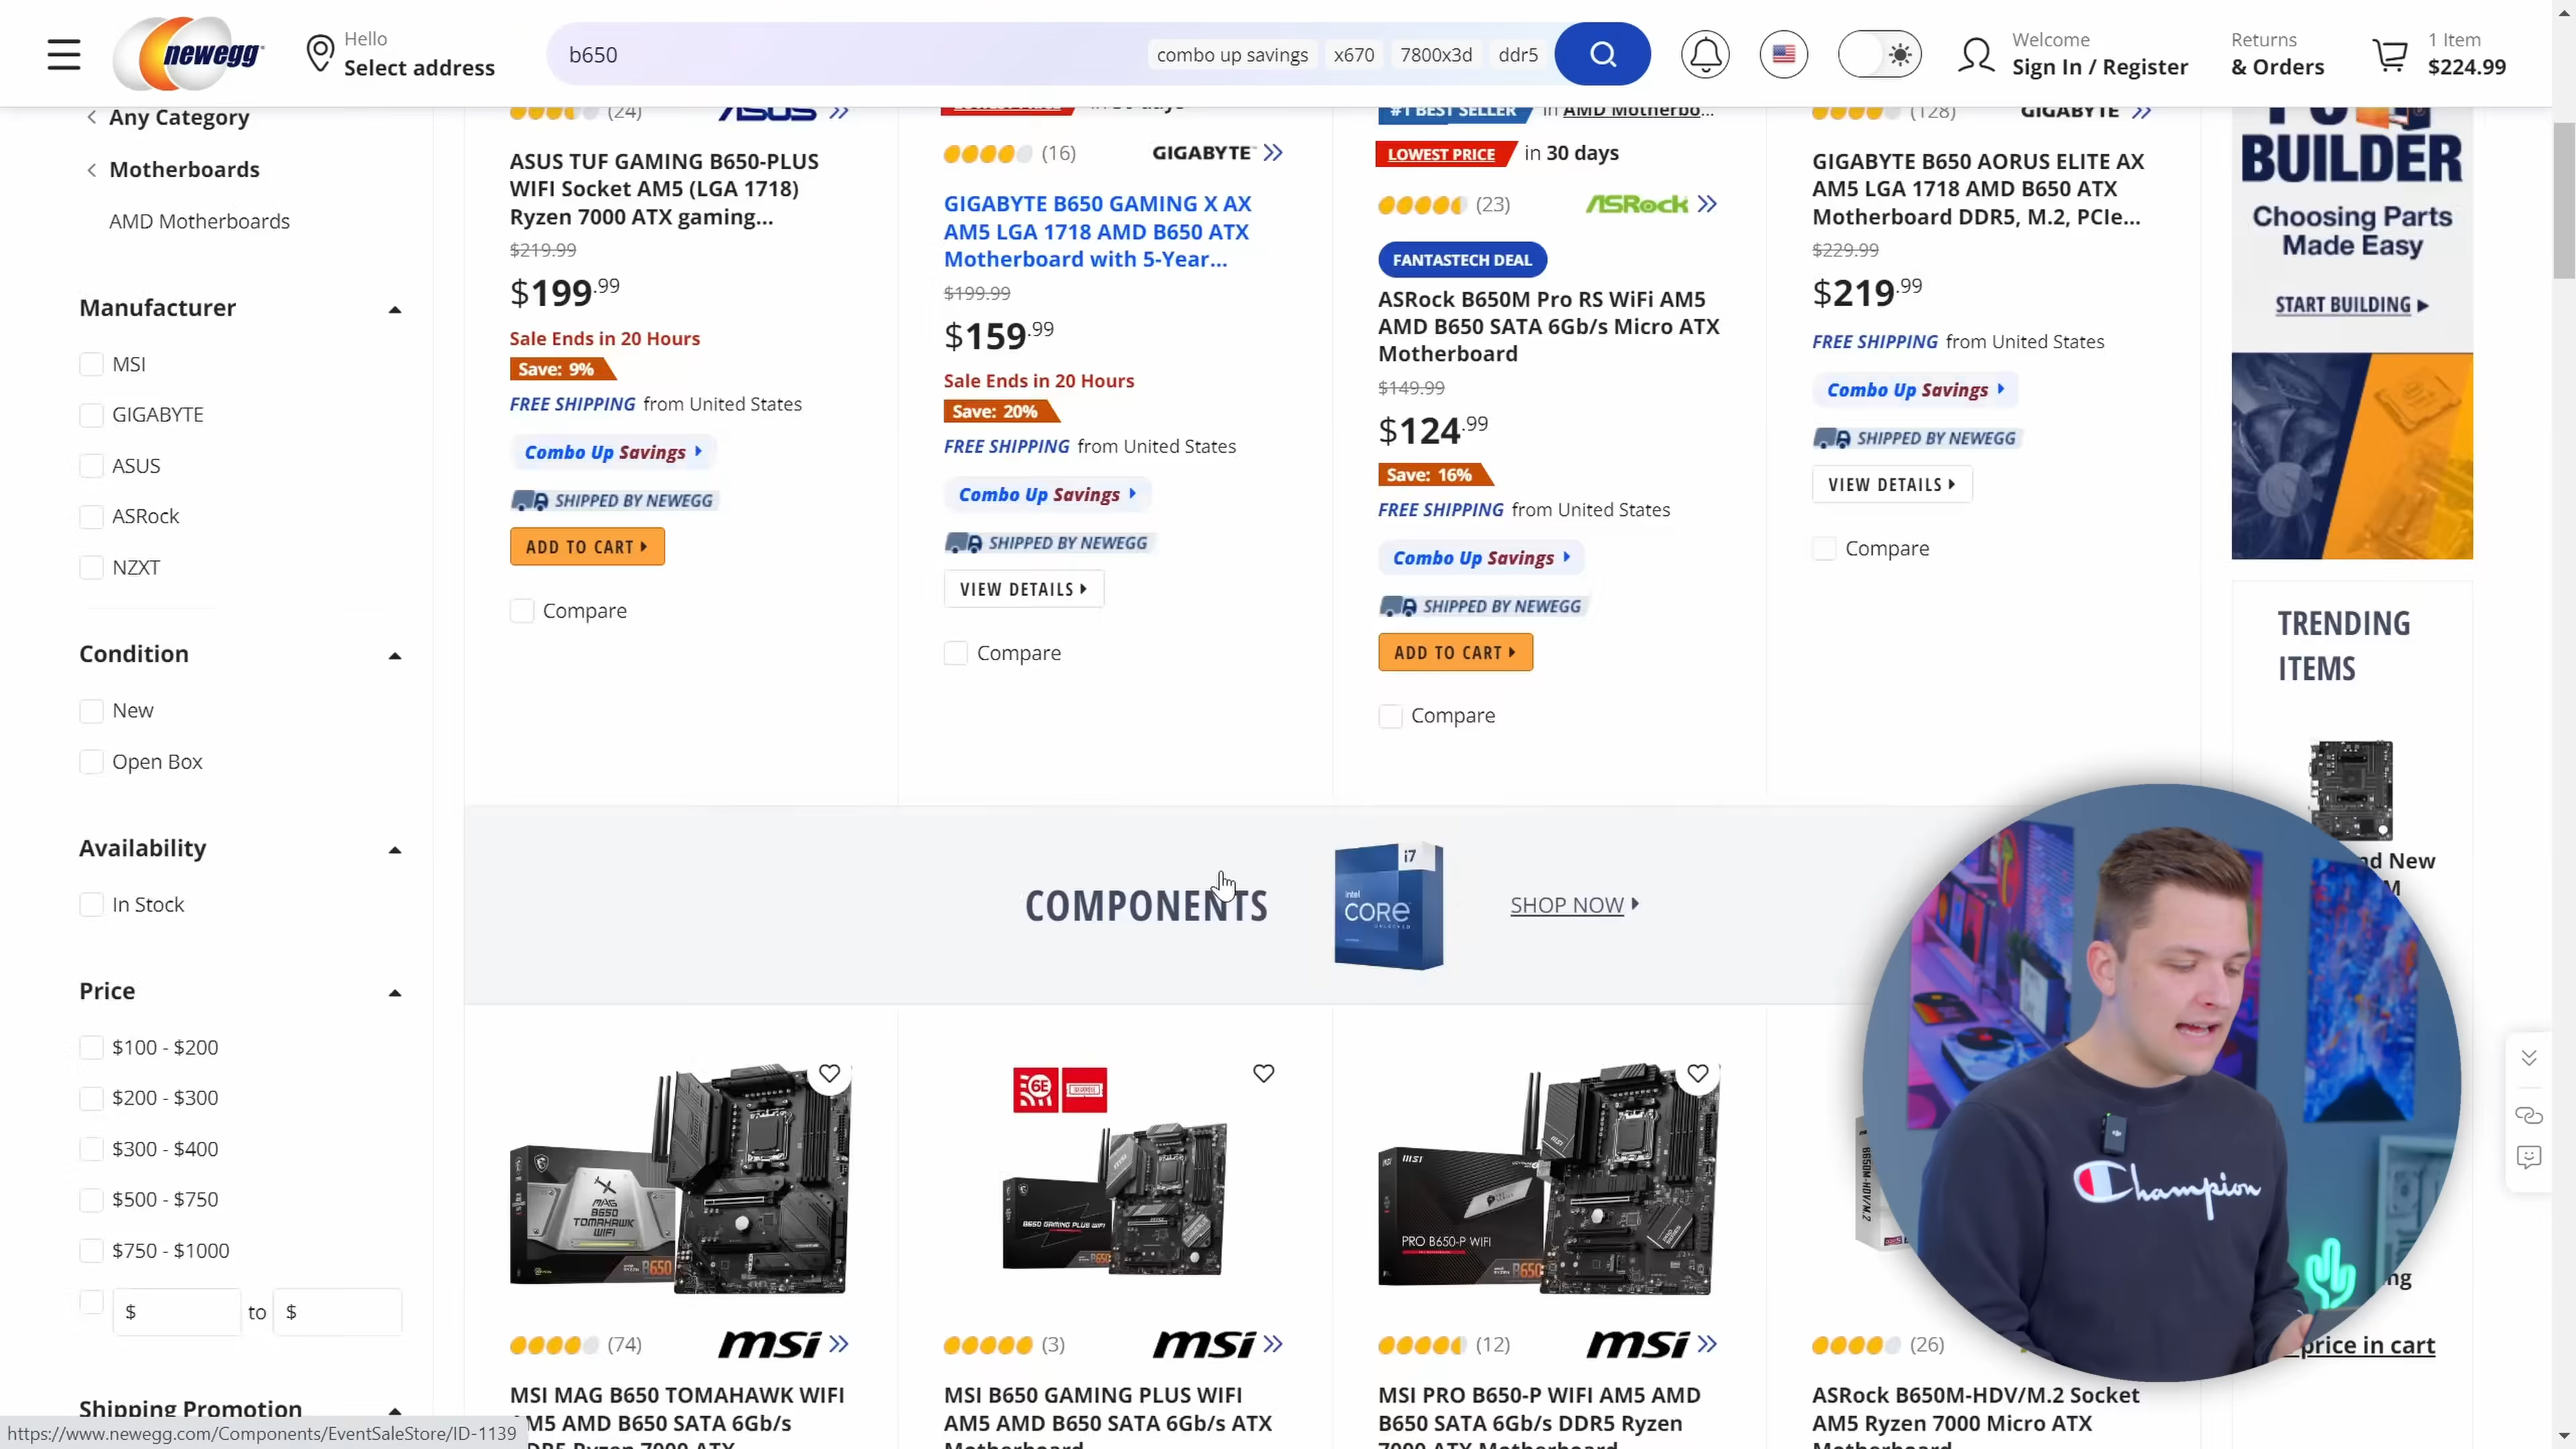 newegg
Hello
Select address
b650
combo up savings
x670
7800x3d
ddr5
Welcome
Sign In / Register
Returns
& Orders
1 Item
$224.99
Any Category
Motherboards
AMD Motherboards
Manufacturer
MSI
GIGABYTE
ASUS
ASRock
NZXT
Condition
New
Open Box
Availability
In Stock
Price
$100 - $200
$200 - $300
$300 - $400
$500 - $750
$750 - $1000
$ to $
Shipping Promotion
https://www.newegg.com/Components/EventSaleStore/ID-1139
(24)
ASUS
ASUS TUF GAMING B650-PLUS
WIFI Socket AM5 (LGA 1718)
Ryzen 7000 ATX gaming...
$219.99
$199.99
Sale Ends in 20 Hours
Save: 9%
FREE SHIPPING from United States
Combo Up Savings
SHIPPED BY NEWEGG
ADD TO CART
Compare
in 30 days
(16)
GIGABYTE
GIGABYTE B650 GAMING X AX
AM5 LGA 1718 AMD B650 ATX
Motherboard with 5-Year...
$199.99
$159.99
Sale Ends in 20 Hours
Save: 20%
FREE SHIPPING from United States
Combo Up Savings
SHIPPED BY NEWEGG
VIEW DETAILS
Compare
#1 BEST SELLER in AMD Motherbo...
LOWEST PRICE in 30 days
(23)
ASRock
FANTASTECH DEAL
ASRock B650M Pro RS WiFi AM5
AMD B650 SATA 6Gb/s Micro ATX
Motherboard
$149.99
$124.99
Save: 16%
FREE SHIPPING from United States
Combo Up Savings
SHIPPED BY NEWEGG
ADD TO CART
Compare
(128)
GIGABYTE
GIGABYTE B650 AORUS ELITE AX
AM5 LGA 1718 AMD B650 ATX
Motherboard DDR5, M.2, PCIe...
$229.99
$219.99
FREE SHIPPING from United States
Combo Up Savings
SHIPPED BY NEWEGG
VIEW DETAILS
Compare
BUILDER
Choosing Parts
Made Easy
START BUILDING
TRENDING
ITEMS
New
M
COMPONENTS
intel
CORE
i7
UNLOCKED
SHOP NOW
MAG
B650
TOMAHAWK
WIFI
B650
(74)
msi
MSI MAG B650 TOMAHAWK WIFI
AM5 AMD B650 SATA 6Gb/s
DDR5 Ryzen 7000 ATX
6E
B650 GAMING PLUS WIFI
B650
(3)
msi
MSI B650 GAMING PLUS WIFI
AM5 AMD B650 SATA 6Gb/s ATX
Motherboard
msi
PRO B650-P WIFI
B650
(12)
msi
MSI PRO B650-P WIFI AM5 AMD
B650 SATA 6Gb/s DDR5 Ryzen
7000 ATX Motherboard
B650M-HDV/M.2
(26)
ASRock B650M-HDV/M.2 Socket
AM5 Ryzen 7000 Micro ATX
Motherboard
Champion
price in cart